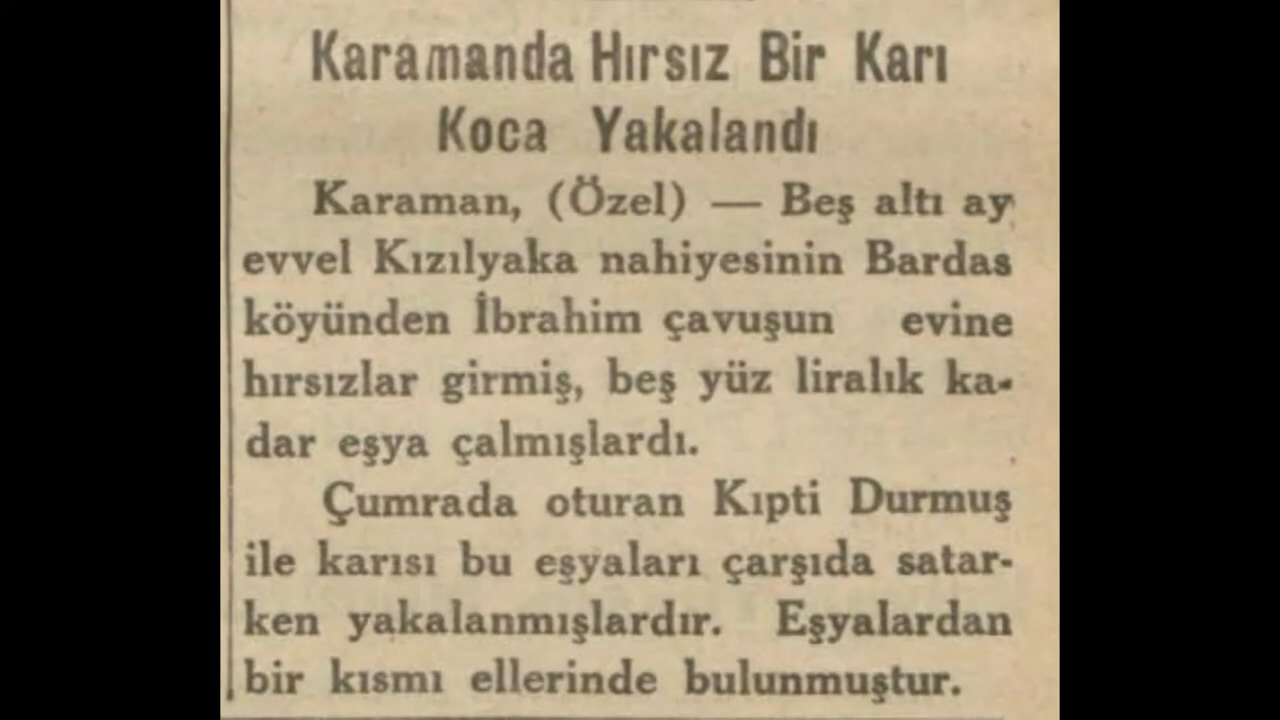 Karamanda Hırsız Bir Karı
Koca Yakalandı
Karaman, (Özel) — Beş altı ay
evvel Kızılyaka nahiyesinin Bardas
köyünden İbrahim çavuşun evine
hırsızlar girmiş, beş yüz liralık ka-
dar eşya çalmışlardı.
Çumrada oturan Kıpti Durmuş
ile karısı bu eşyaları çarşıda satar-
ken yakalanmışlardır. Eşyalardan
bir kısmı ellerinde bulunmuştur.